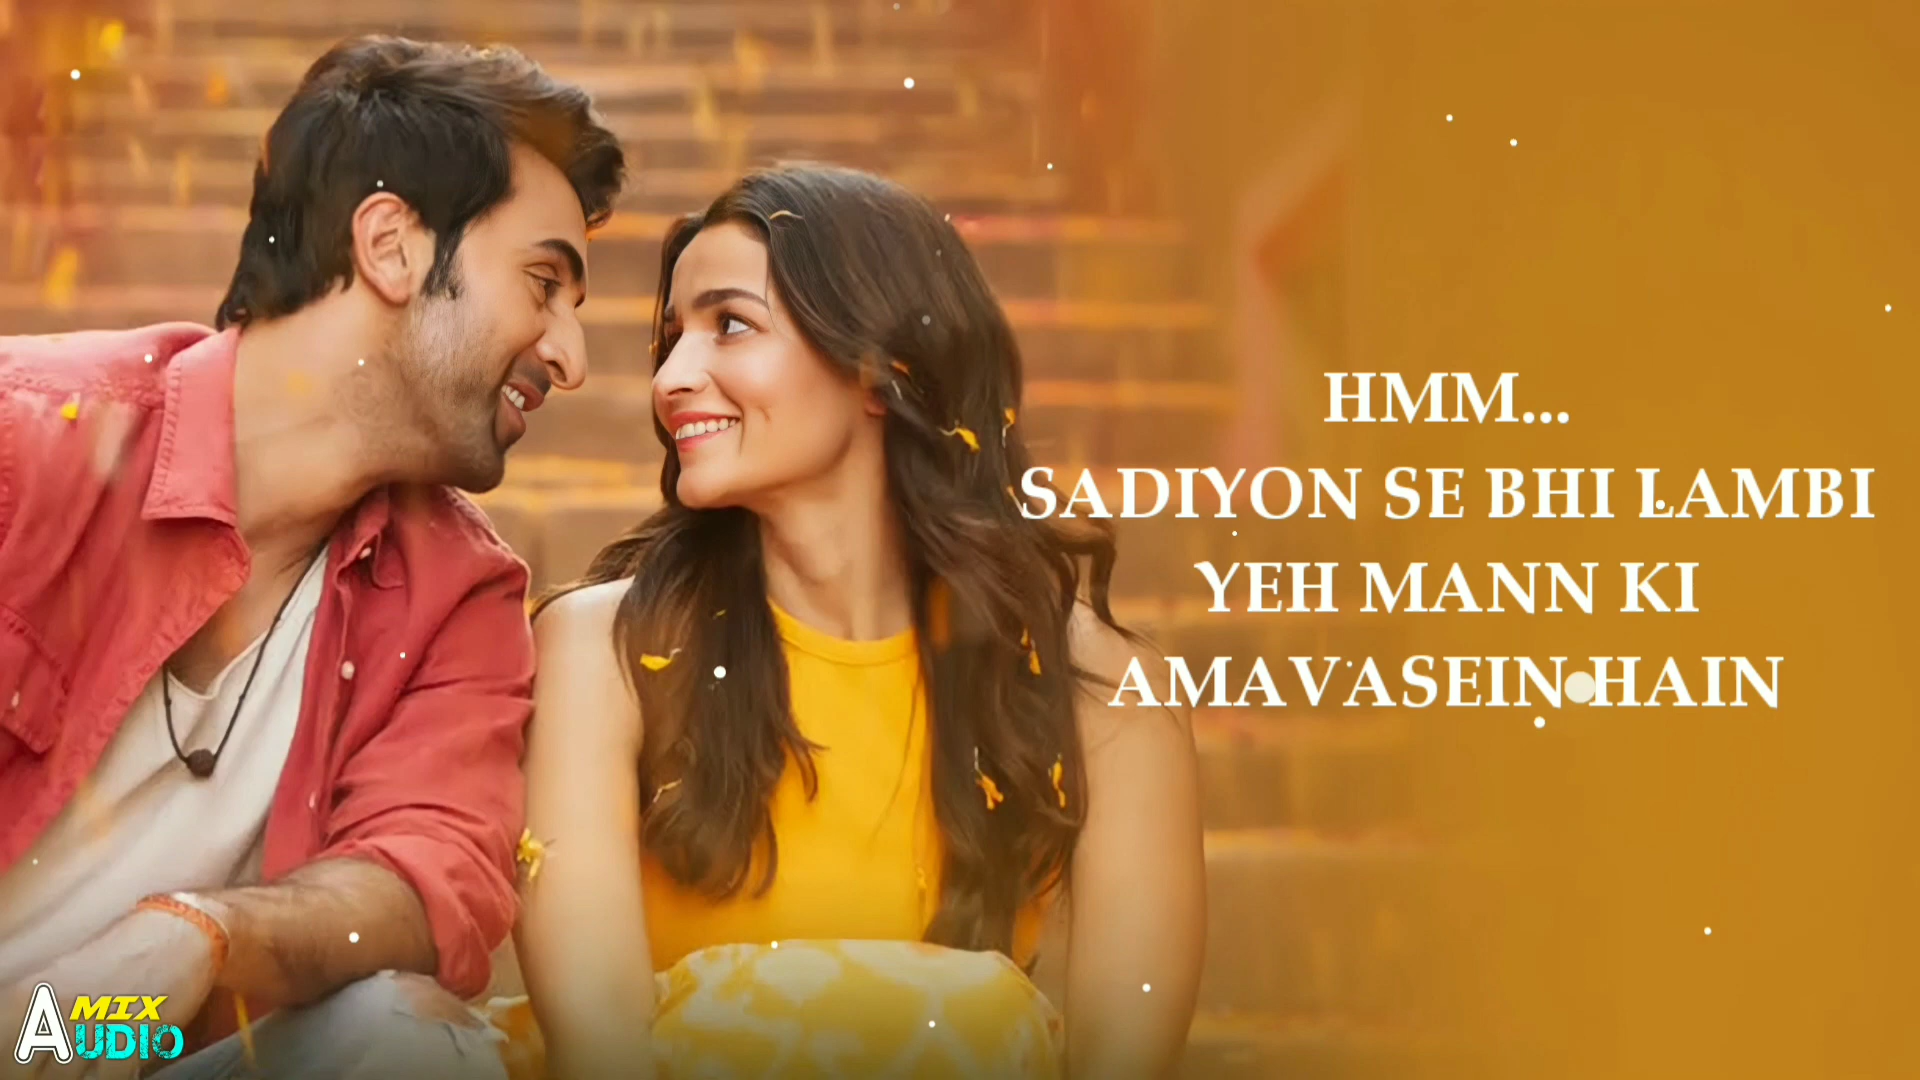 HMM...
SADIYON SE BHI LAMBI
YEH MANN KI
AMAVASEIN HAIN
MIX
AUDIO